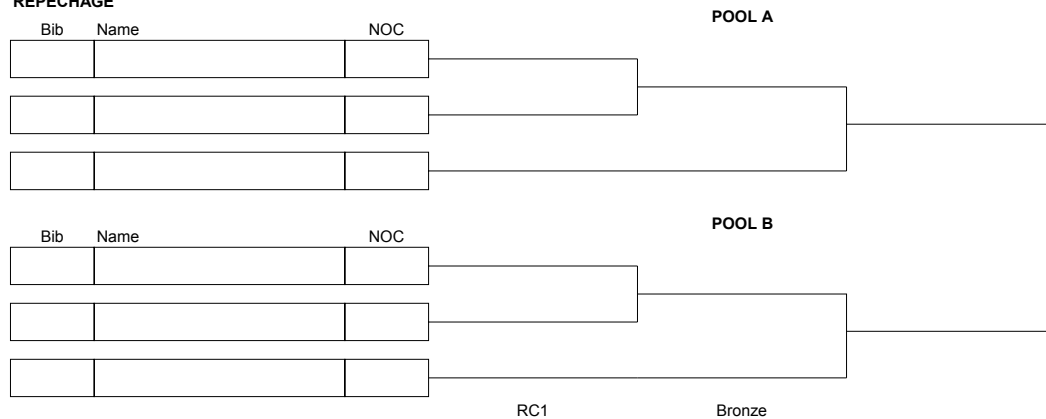 REPECHAGE
POOL A
Bib Name NOC
POOL B
Bib Name NOC
RC1 Bronze